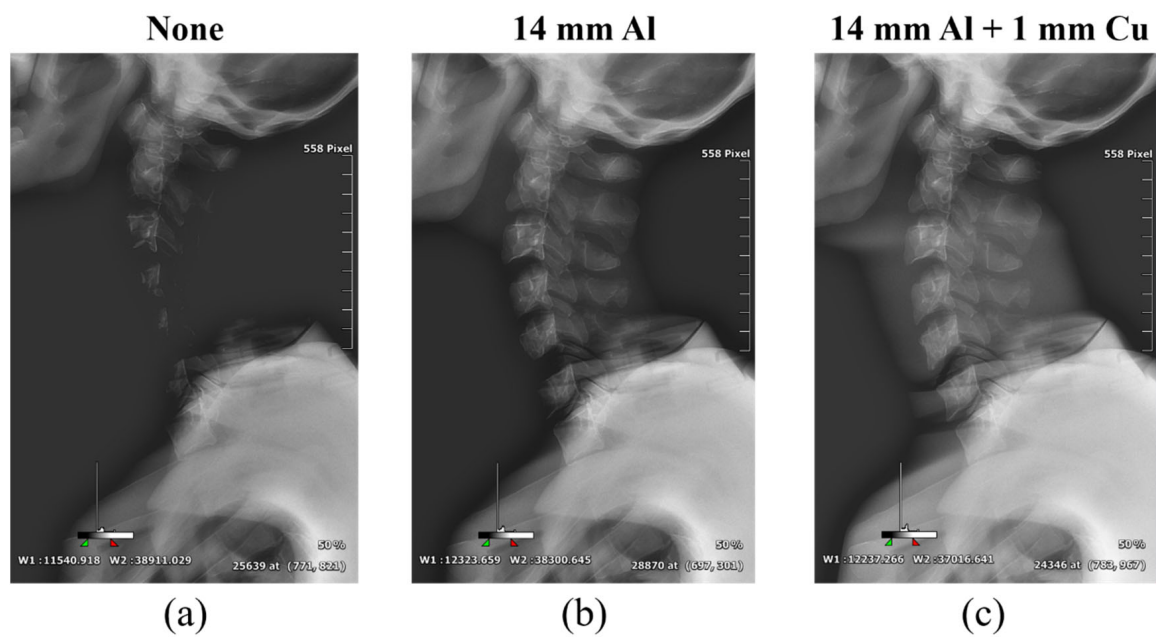 None
14 mm Al
14 mm Al + 1 mm Cu
558 Pixel
558 Pixel
558 Pixel
50 %
W1 :11540.918 W2 :38911.029
25639 at (771, 821)
50 %
W1 :12323.659 W2 :38300.645
28870 at (697, 301)
50 %
W1 :12237.266 W2 :37016.641
24346 at (783, 967)
(a)
(b)
(c)